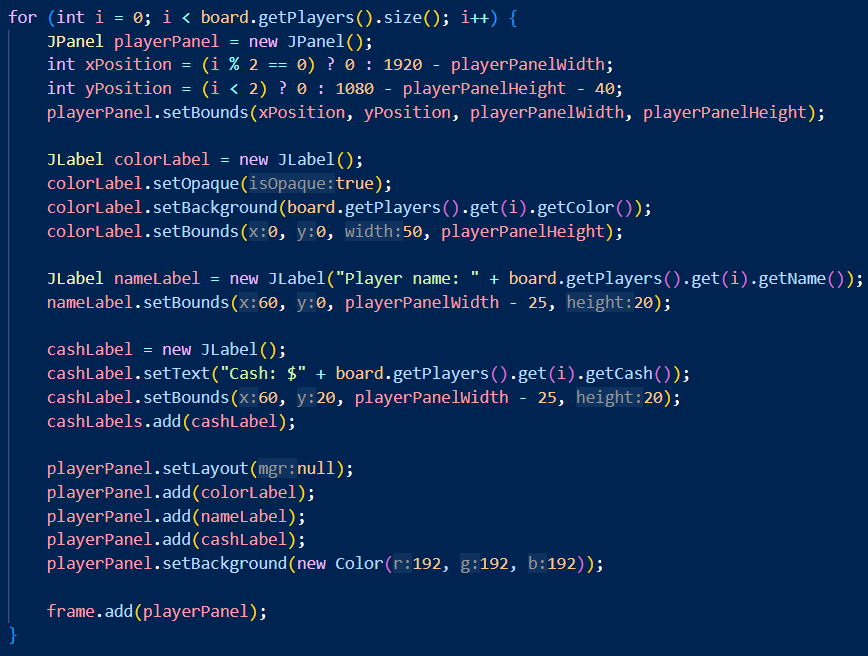 for (int i = 0; i < board.getPlayers().size(); i++) {
    JPanel playerPanel = new JPanel();
    int xPosition = (i % 2 == 0) ? 0 : 1920 - playerPanelWidth;
    int yPosition = (i < 2) ? 0 : 1080 - playerPanelHeight - 40;
    playerPanel.setBounds(xPosition, yPosition, playerPanelWidth, playerPanelHeight);

    JLabel colorLabel = new JLabel();
    colorLabel.setOpaque(isOpaque:true);
    colorLabel.setBackground(board.getPlayers().get(i).getColor());
    colorLabel.setBounds(x:0, y:0, width:50, playerPanelHeight);

    JLabel nameLabel = new JLabel("Player name: " + board.getPlayers().get(i).getName());
    nameLabel.setBounds(x:60, y:0, playerPanelWidth - 25, height:20);

    cashLabel = new JLabel();
    cashLabel.setText("Cash: $" + board.getPlayers().get(i).getCash());
    cashLabel.setBounds(x:60, y:20, playerPanelWidth - 25, height:20);
    cashLabels.add(cashLabel);

    playerPanel.setLayout(mgr:null);
    playerPanel.add(colorLabel);
    playerPanel.add(nameLabel);
    playerPanel.add(cashLabel);
    playerPanel.setBackground(new Color(r:192, g:192, b:192));

    frame.add(playerPanel);
}